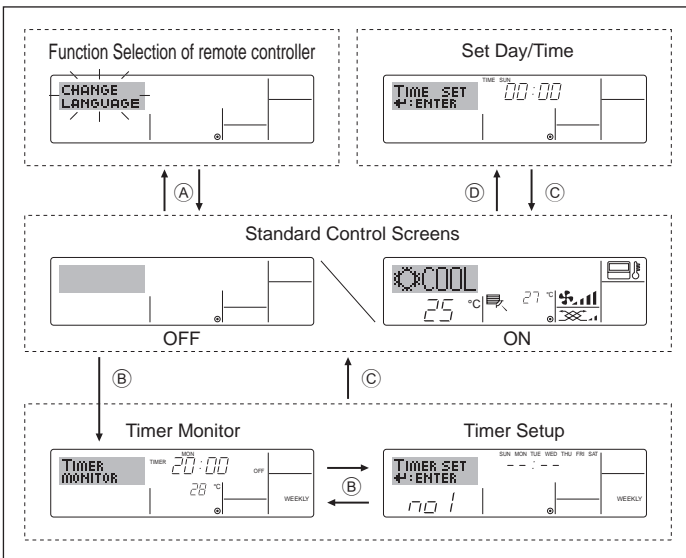 Function Selection of remote controller
CHANGE
LANGUAGE
Set Day/Time
TIME SUN
TIME SET
↵:ENTER
00:00
Ⓐ
Ⓓ
Ⓒ
Standard Control Screens
COOL
25 °C
27 °C
OFF
ON
Ⓑ
Ⓒ
Timer Monitor
TIMER
MONITOR
TIMER
MON
20:00
OFF
28 °C
WEEKLY
Ⓑ
Timer Setup
SUN MON TUE WED THU FRI SAT
TIMER SET
↵:ENTER
--:--
no 1
WEEKLY